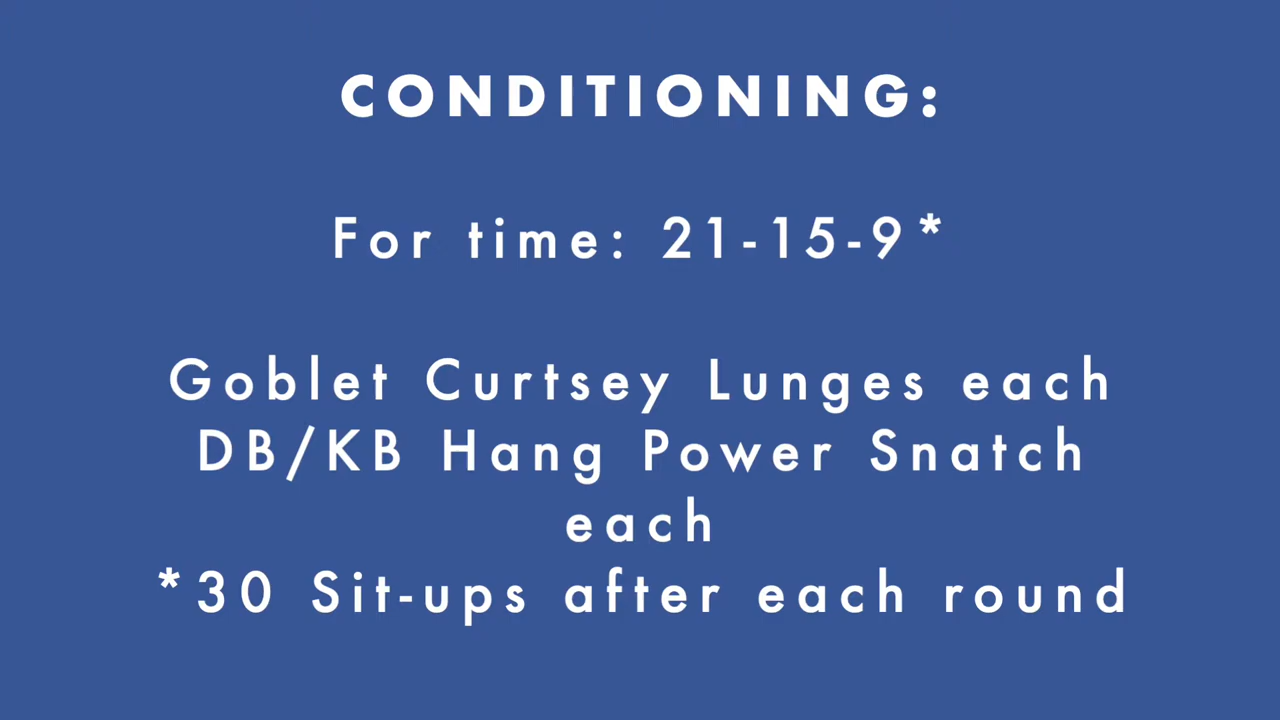 CONDITIONING:
For time: 21-15-9*
Goblet Curtsey Lunges each
DB/KB Hang Power Snatch
each
*30 Sit-ups after each round